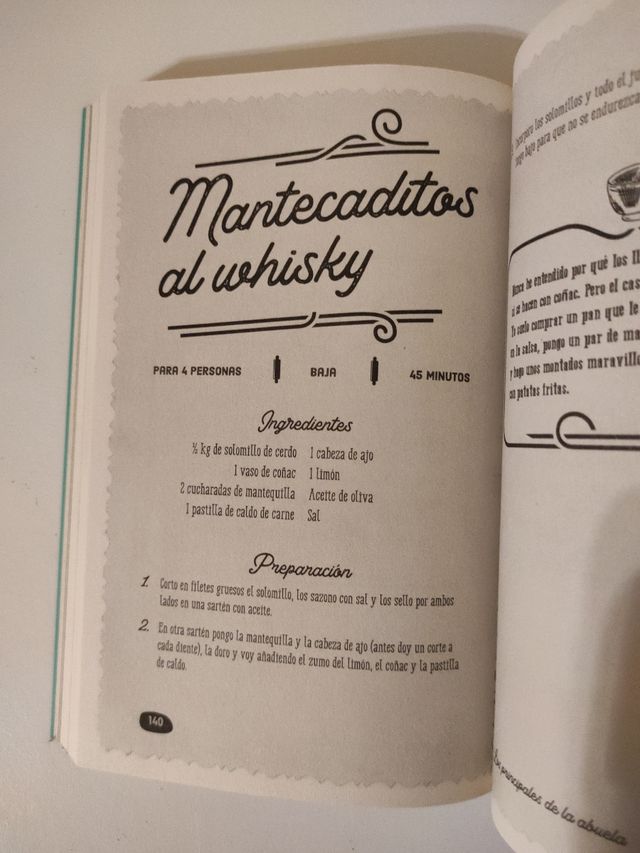 Mantecaditos
al whisky
PARA 4 PERSONAS BAJA 45 MINUTOS
Ingredientes
½ kg de solomillo de cerdo 1 cabeza de ajo
1 vaso de coñac 1 limón
2 cucharadas de mantequilla Aceite de oliva
1 pastilla de caldo de carne Sal
Preparación
1. Corto en filetes gruesos el solomillo, los sazono con sal y los sello por ambos
lados en una sartén con aceite.
2. En otra sartén pongo la mantequilla y la cabeza de ajo (antes doy un corte a
cada diente), la doro y voy añadiendo el zumo del limón, el coñac y la pastilla
de caldo.
140
Incorporo los solomillos y todo el
fuego bajo para que no se endurezca
Nunca he entendido por qué los
si se hacen con coñac. Pero el
Yo suelo comprar un pan que le
en la salsa, pongo un par de
y hago unos montados
con patatas fritas.
principales de la abuela